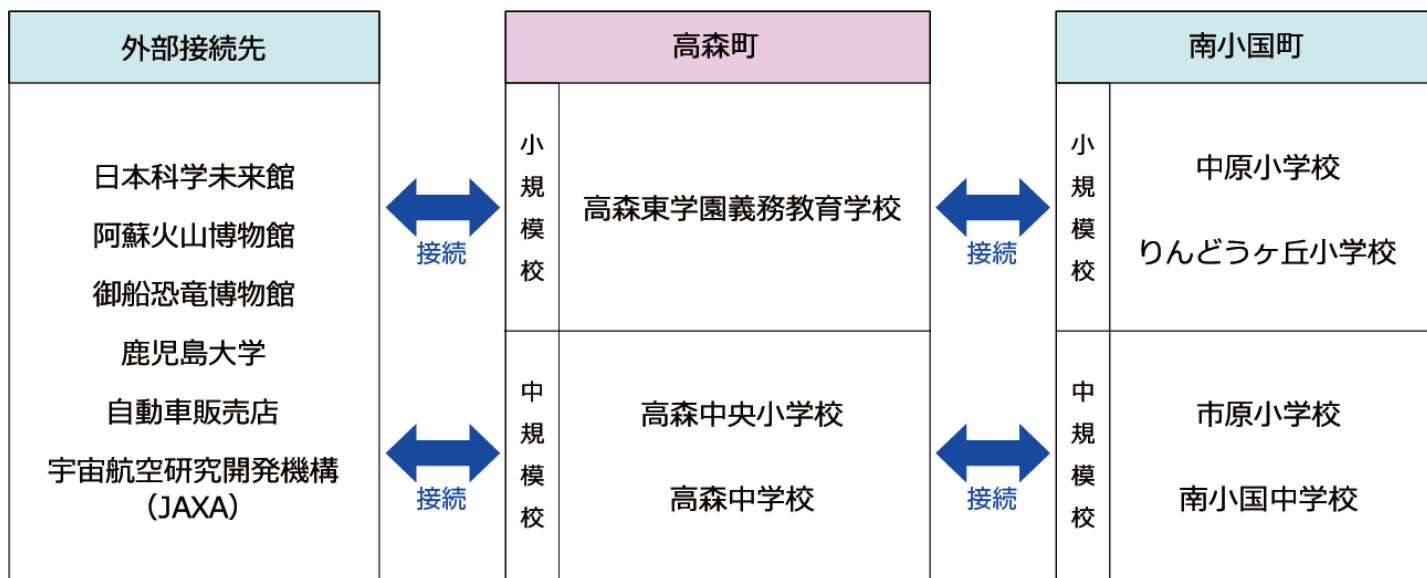 外部接続先
日本科学未来館
阿蘇火山博物館
御船恐竜博物館
鹿児島大学
自動車販売店
宇宙航空研究開発機構
（JAXA）
接続
接続
高森町
小規模校
高森東学園義務教育学校
中規模校
高森中央小学校
高森中学校
接続
接続
南小国町
小規模校
中原小学校
りんどうヶ丘小学校
中規模校
市原小学校
南小国中学校